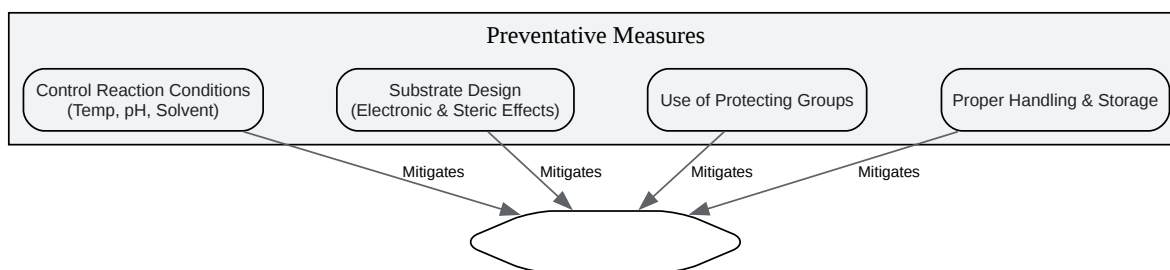 Preventative Measures
Control Reaction Conditions
(Temp, pH, Solvent)
Substrate Design
(Electronic & Steric Effects)
Use of Protecting Groups
Proper Handling & Storage
Mitigates
Mitigates
Mitigates
Mitigates